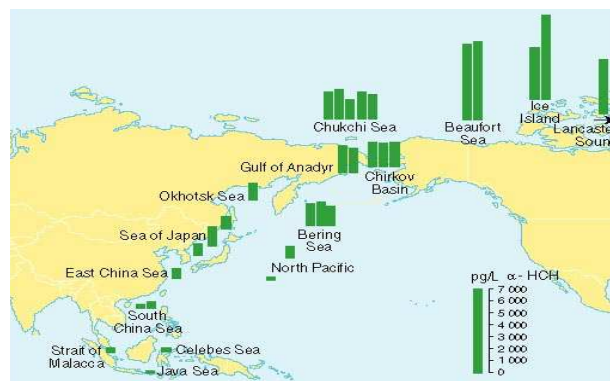 Chukchi Sea
Beaufort
Sea
Ice
Island
Lancaste
Soun
Gulf of Anadyr
Chirkov
Basin
Okhotsk Sea
Sea of Japan
Bering
Sea
East China Sea
North Pacific
South
China Sea
Strait of
Malacca
Celebes Sea
Java Sea
pg/L α-HCH
7 000
6 000
5 000
4 000
3 000
2 000
1 000
0